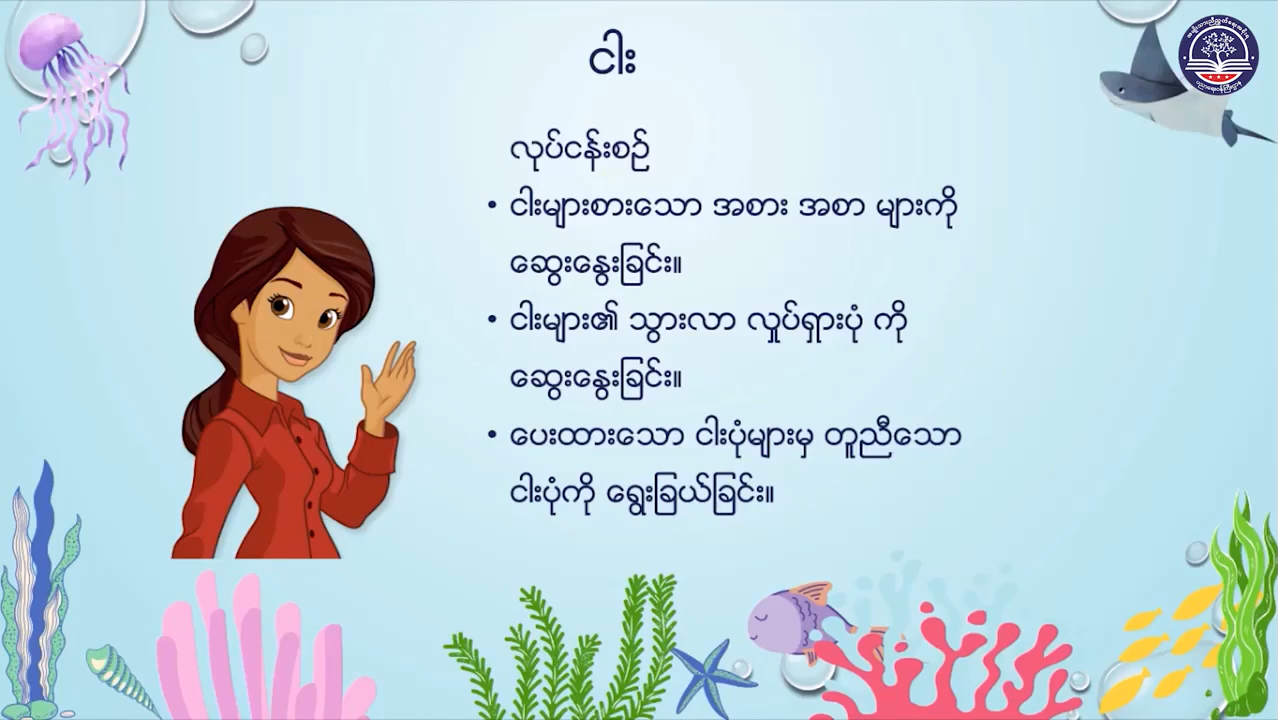 ငါး
လုပ်ငန်းစဉ်
• ငါးများစားသော အစား အစာ များကို
ဆွေးနွေးခြင်း။
• ငါးများ၏ သွားလာ လှုပ်ရှားပုံ ကို
ဆွေးနွေးခြင်း။
• ပေးထားသော ငါးပုံများမှ တူညီသော
ငါးပုံကို ရွေးခြယ်ခြင်း။